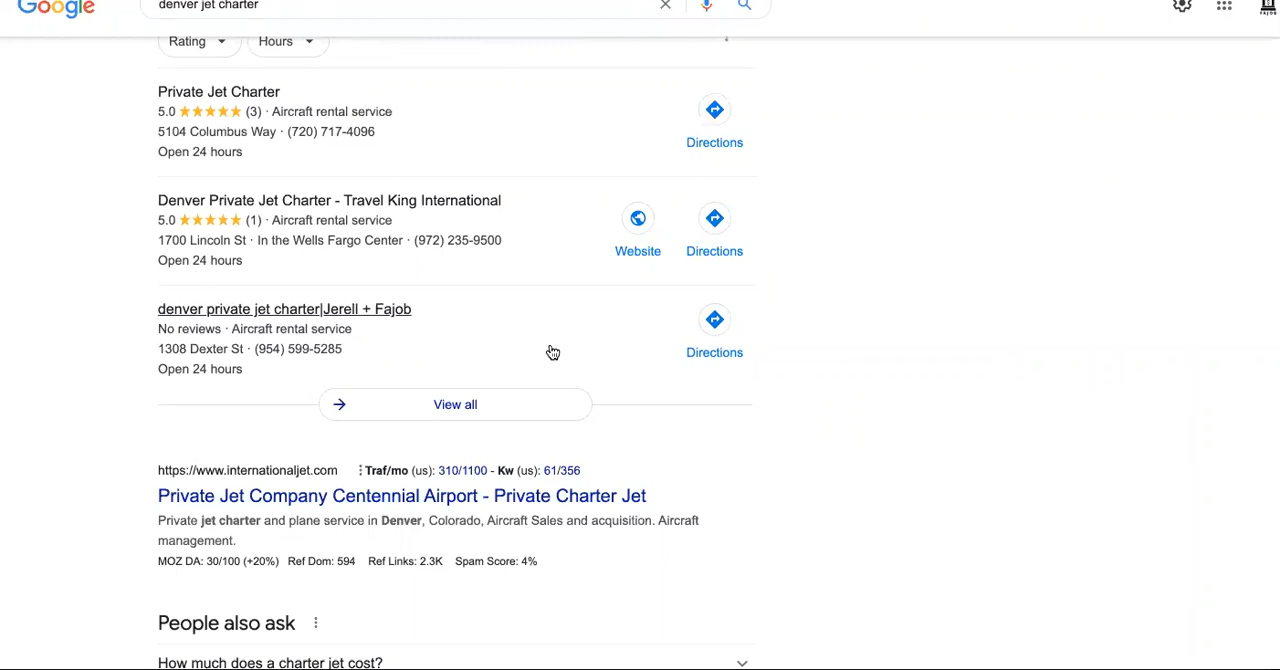 Google
denver jet charter
Rating
Hours
Private Jet Charter
5.0 ★★★★★ (3) · Aircraft rental service
5104 Columbus Way · (720) 717-4096
Open 24 hours
Directions
Denver Private Jet Charter - Travel King International
5.0 ★★★★★ (1) · Aircraft rental service
1700 Lincoln St · In the Wells Fargo Center · (972) 235-9500
Open 24 hours
Website
Directions
denver private jet charter|Jerell + Fajob
No reviews · Aircraft rental service
1308 Dexter St · (954) 599-5285
Open 24 hours
Directions
View all
https://www.internationaljet.com Traf/mo (us): 310/1100 - Kw (us): 61/356
Private Jet Company Centennial Airport - Private Charter Jet
Private jet charter and plane service in Denver, Colorado, Aircraft Sales and acquisition. Aircraft
management.
MOZ DA: 30/100 (+20%) Ref Dom: 594 Ref Links: 2.3K Spam Score: 4%
People also ask
How much does a charter jet cost?